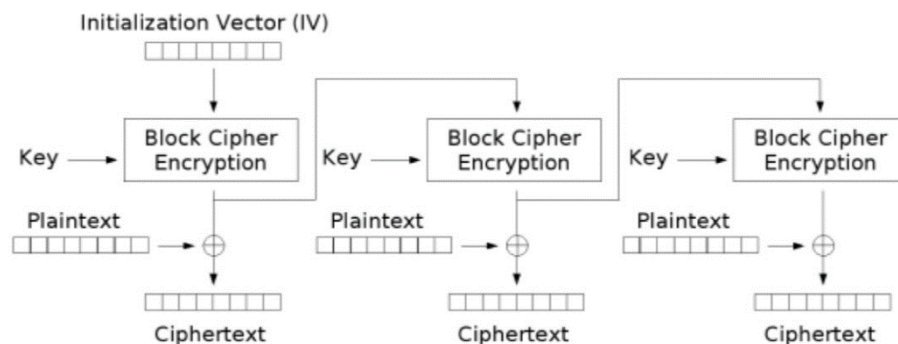 Initialization Vector (IV)
Key
Block Cipher
Encryption
Key
Block Cipher
Encryption
Key
Block Cipher
Encryption
Plaintext
Plaintext
Plaintext
Ciphertext
Ciphertext
Ciphertext